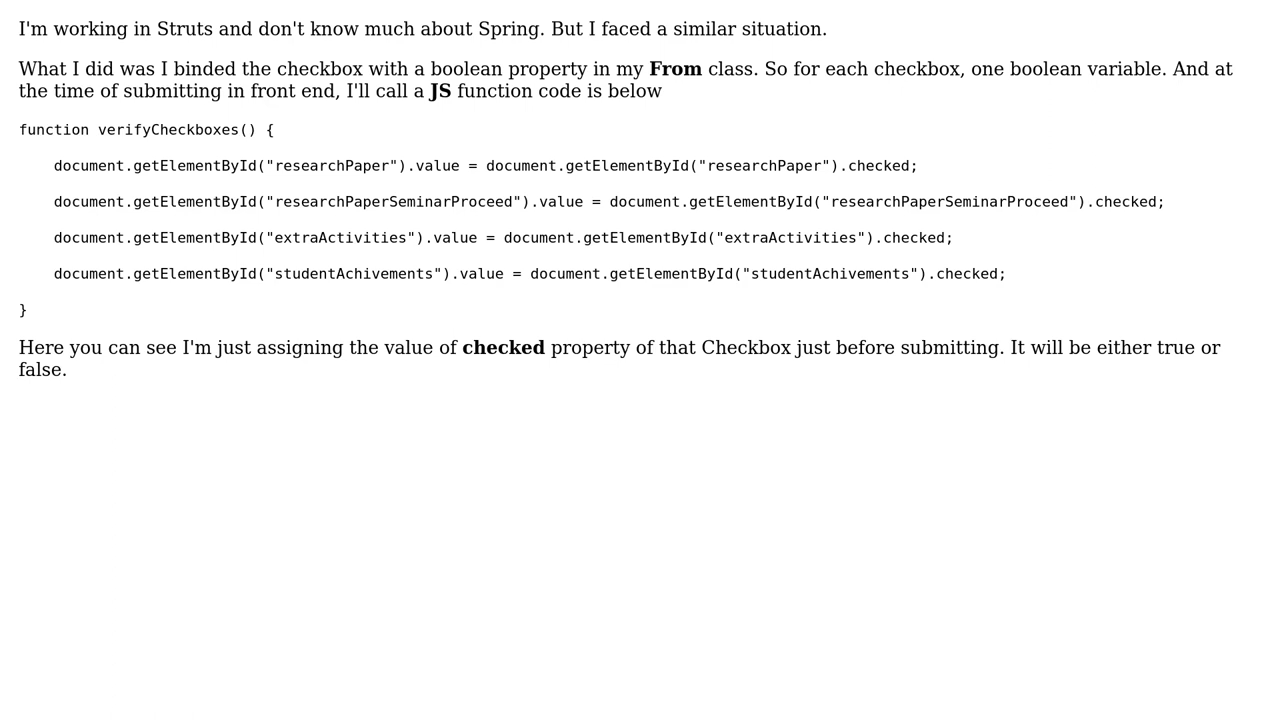 I'm working in Struts and don't know much about Spring. But I faced a similar situation.
What I did was I binded the checkbox with a boolean property in my From class. So for each checkbox, one boolean variable. And at
the time of submitting in front end, I'll call a JS function code is below
function verifyCheckboxes() {
    document.getElementById("researchPaper").value = document.getElementById("researchPaper").checked;
    document.getElementById("researchPaperSeminarProceed").value = document.getElementById("researchPaperSeminarProceed").checked;
    document.getElementById("extraActivities").value = document.getElementById("extraActivities").checked;
    document.getElementById("studentAchivements").value = document.getElementById("studentAchivements").checked;
}
Here you can see I'm just assigning the value of checked property of that Checkbox just before submitting. It will be either true or
false.